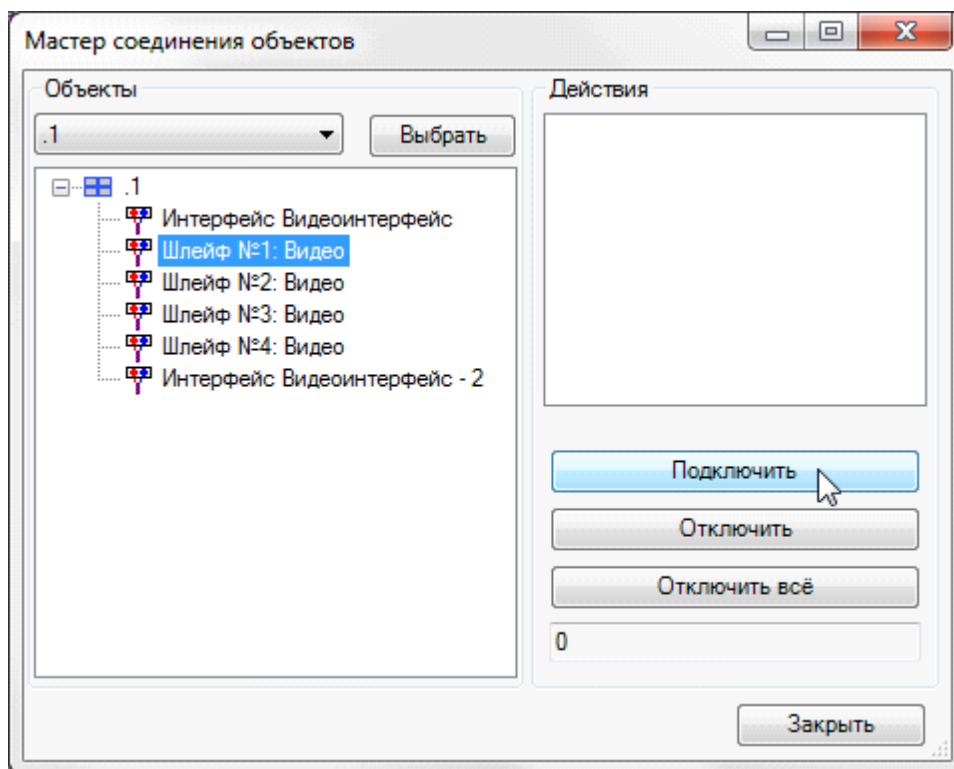 Мастер соединения объектов
Объекты
.1
Выбрать
.1
Интерфейс Видеоинтерфейс
Шлейф №1: Видео
Шлейф №2: Видео
Шлейф №3: Видео
Шлейф №4: Видео
Интерфейс Видеоинтерфейс - 2
Действия
Подключить
Отключить
Отключить всё
0
Закрыть